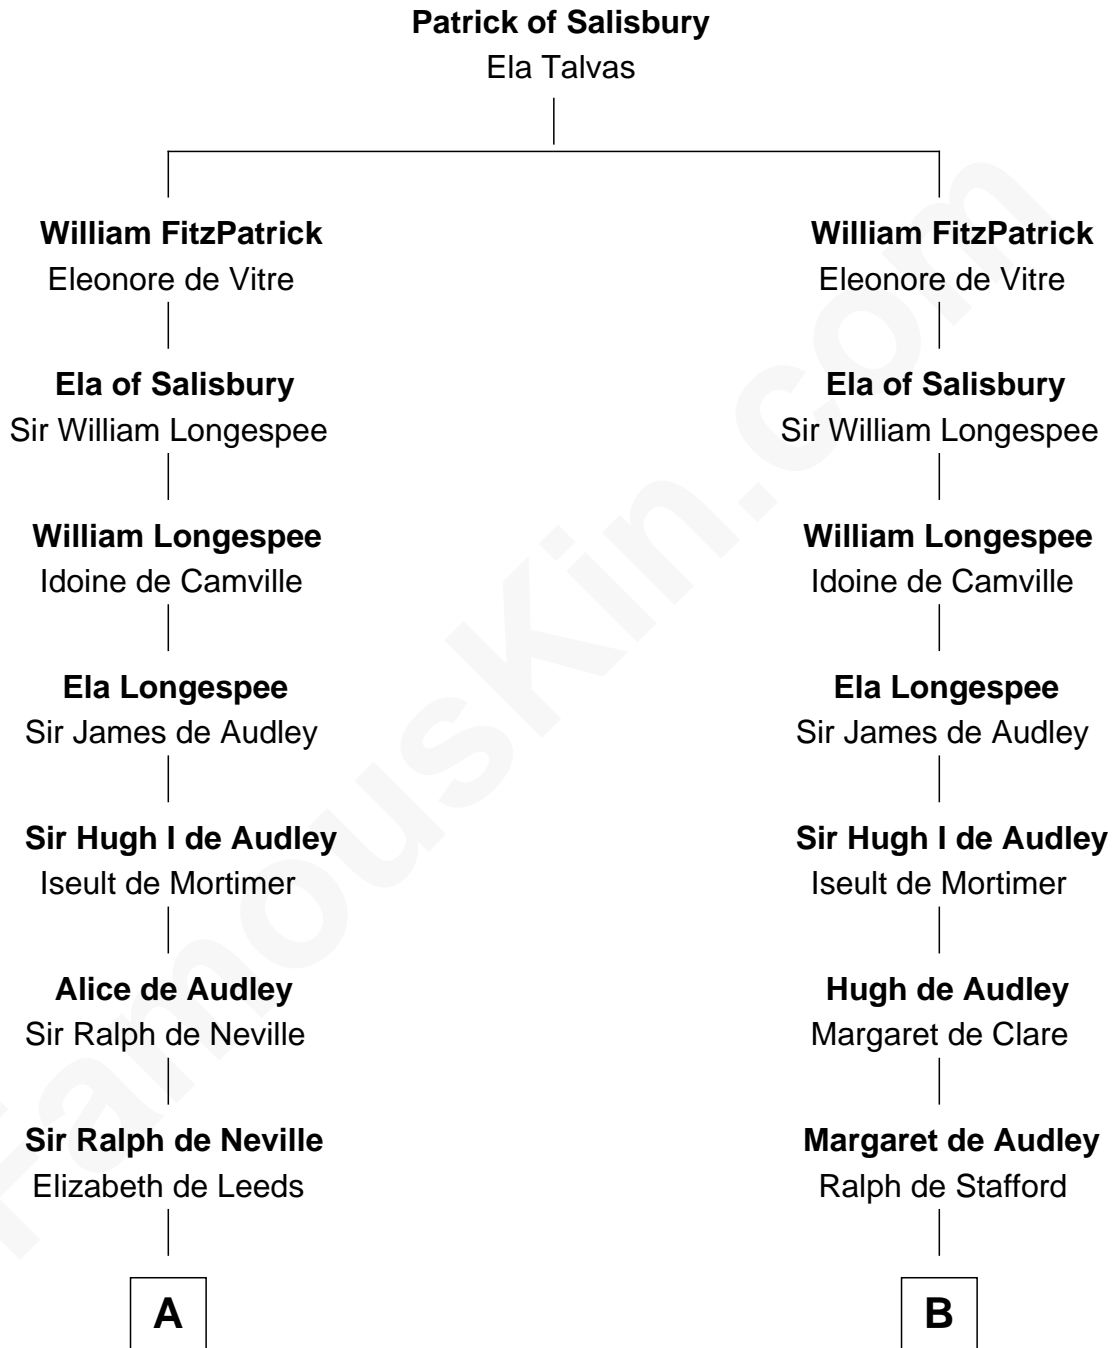 Patrick of Salisbury
Ela Talvas
William FitzPatrick
Eleonore de Vitre
Ela of Salisbury
Sir William Longespee
William Longespee
Idoine de Camville
Ela Longespee
Sir James de Audley
Sir Hugh I de Audley
Iseult de Mortimer
Alice de Audley
Sir Ralph de Neville
Sir Ralph de Neville
Elizabeth de Leeds
A
William FitzPatrick
Eleonore de Vitre
Ela of Salisbury
Sir William Longespee
William Longespee
Idoine de Camville
Ela Longespee
Sir James de Audley
Sir Hugh I de Audley
Iseult de Mortimer
Hugh de Audley
Margaret de Clare
Margaret de Audley
Ralph de Stafford
B
FamousKin.com